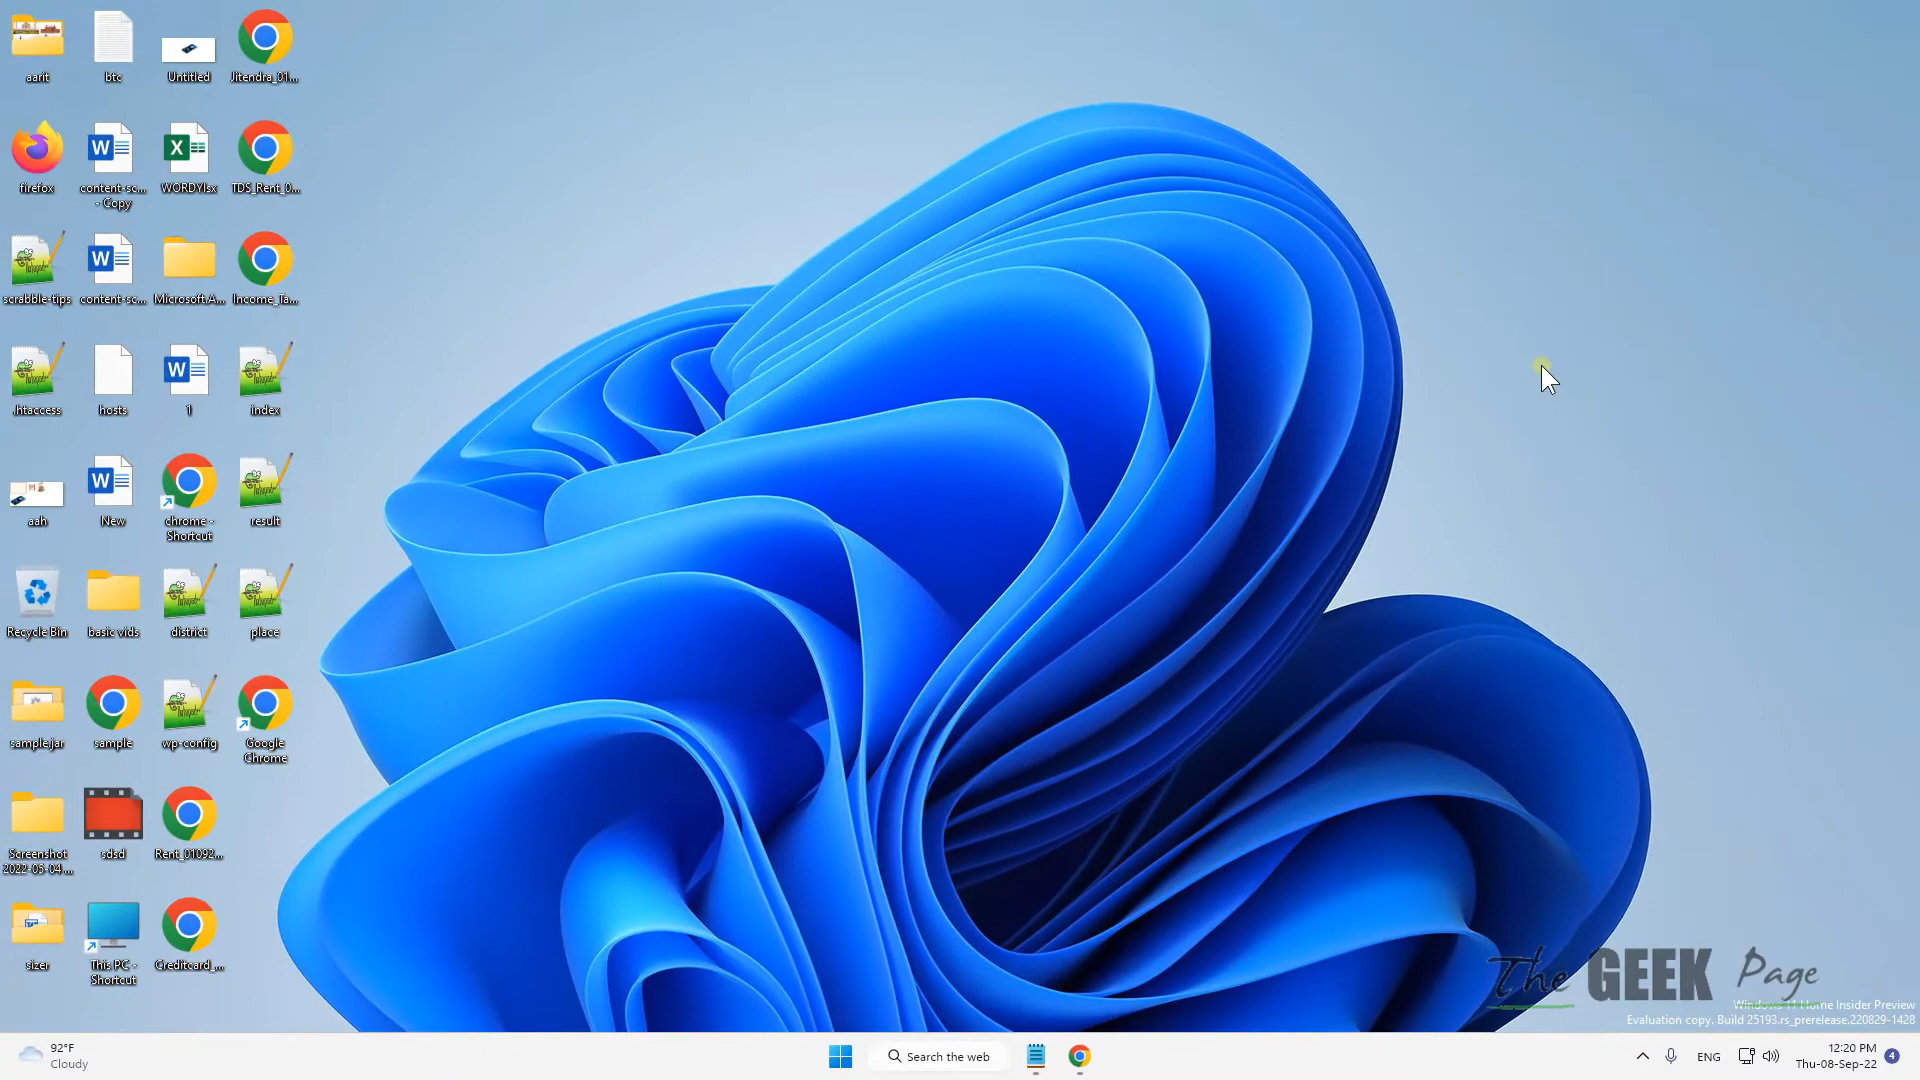 aarit
btc
Untitled
Jitendra_01...
firefox
content-sc...
- Copy
WORDYlsx
TDS_Rent_0...
scrabble-tips
content-sc...
Microsoft.A...
Income_Ta...
.htaccess
hosts
1
index
aah
New
chrome -
Shortcut
result
Recycle Bin
basic vids
district
place
sample.jar
sample
wp-config
Google
Chrome
Screenshot
2022-05-04...
sdsd
Rent_01092...
sizer
This PC -
Shortcut
Creditcard_...
The GEEK Page
Windows 11 Home Insider Preview
Evaluation copy. Build 25193.rs_prerelease.220829-1428
92°F
Cloudy
Search the web
ENG
12:20 PM
Thu-08-Sep-22
4